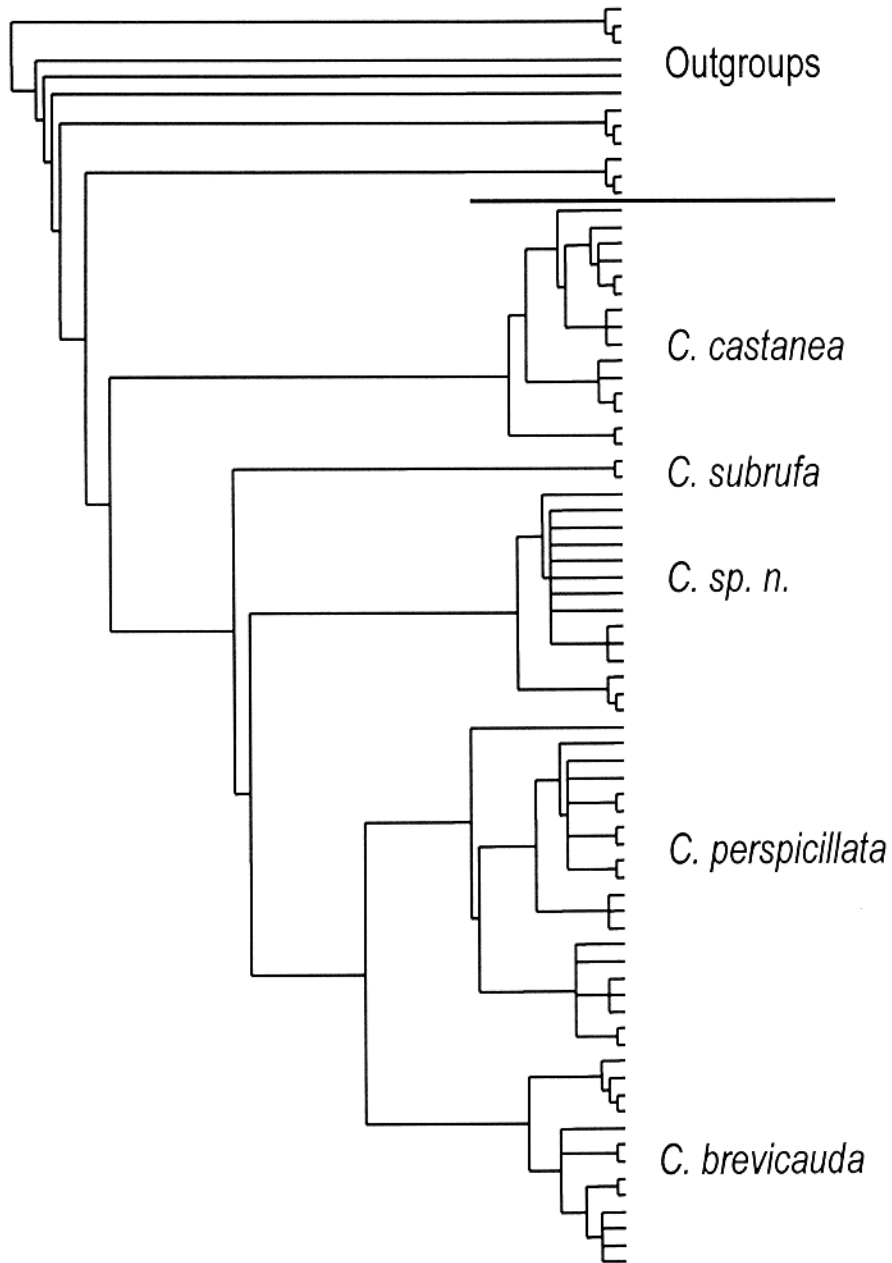 Outgroups
C. castanea
C. subrufa
C. sp. n.
C. perspicillata
C. brevicauda